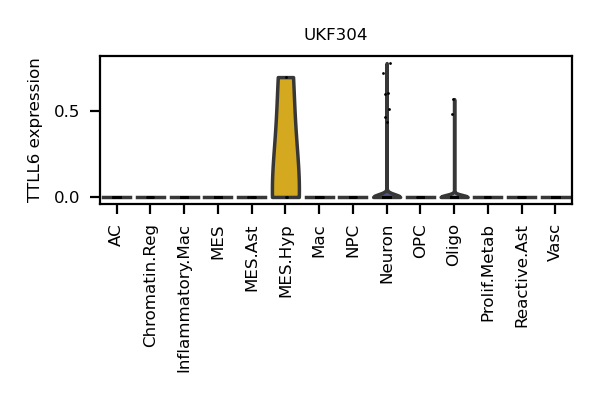 UKF304
TTLL6 expression
0.5
0.0
AC
Chromatin.Reg
Inflammatory.Mac
MES
MES.Ast
MES.Hyp
Mac
NPC
Neuron
OPC
Oligo
Prolif.Metab
Reactive.Ast
Vasc